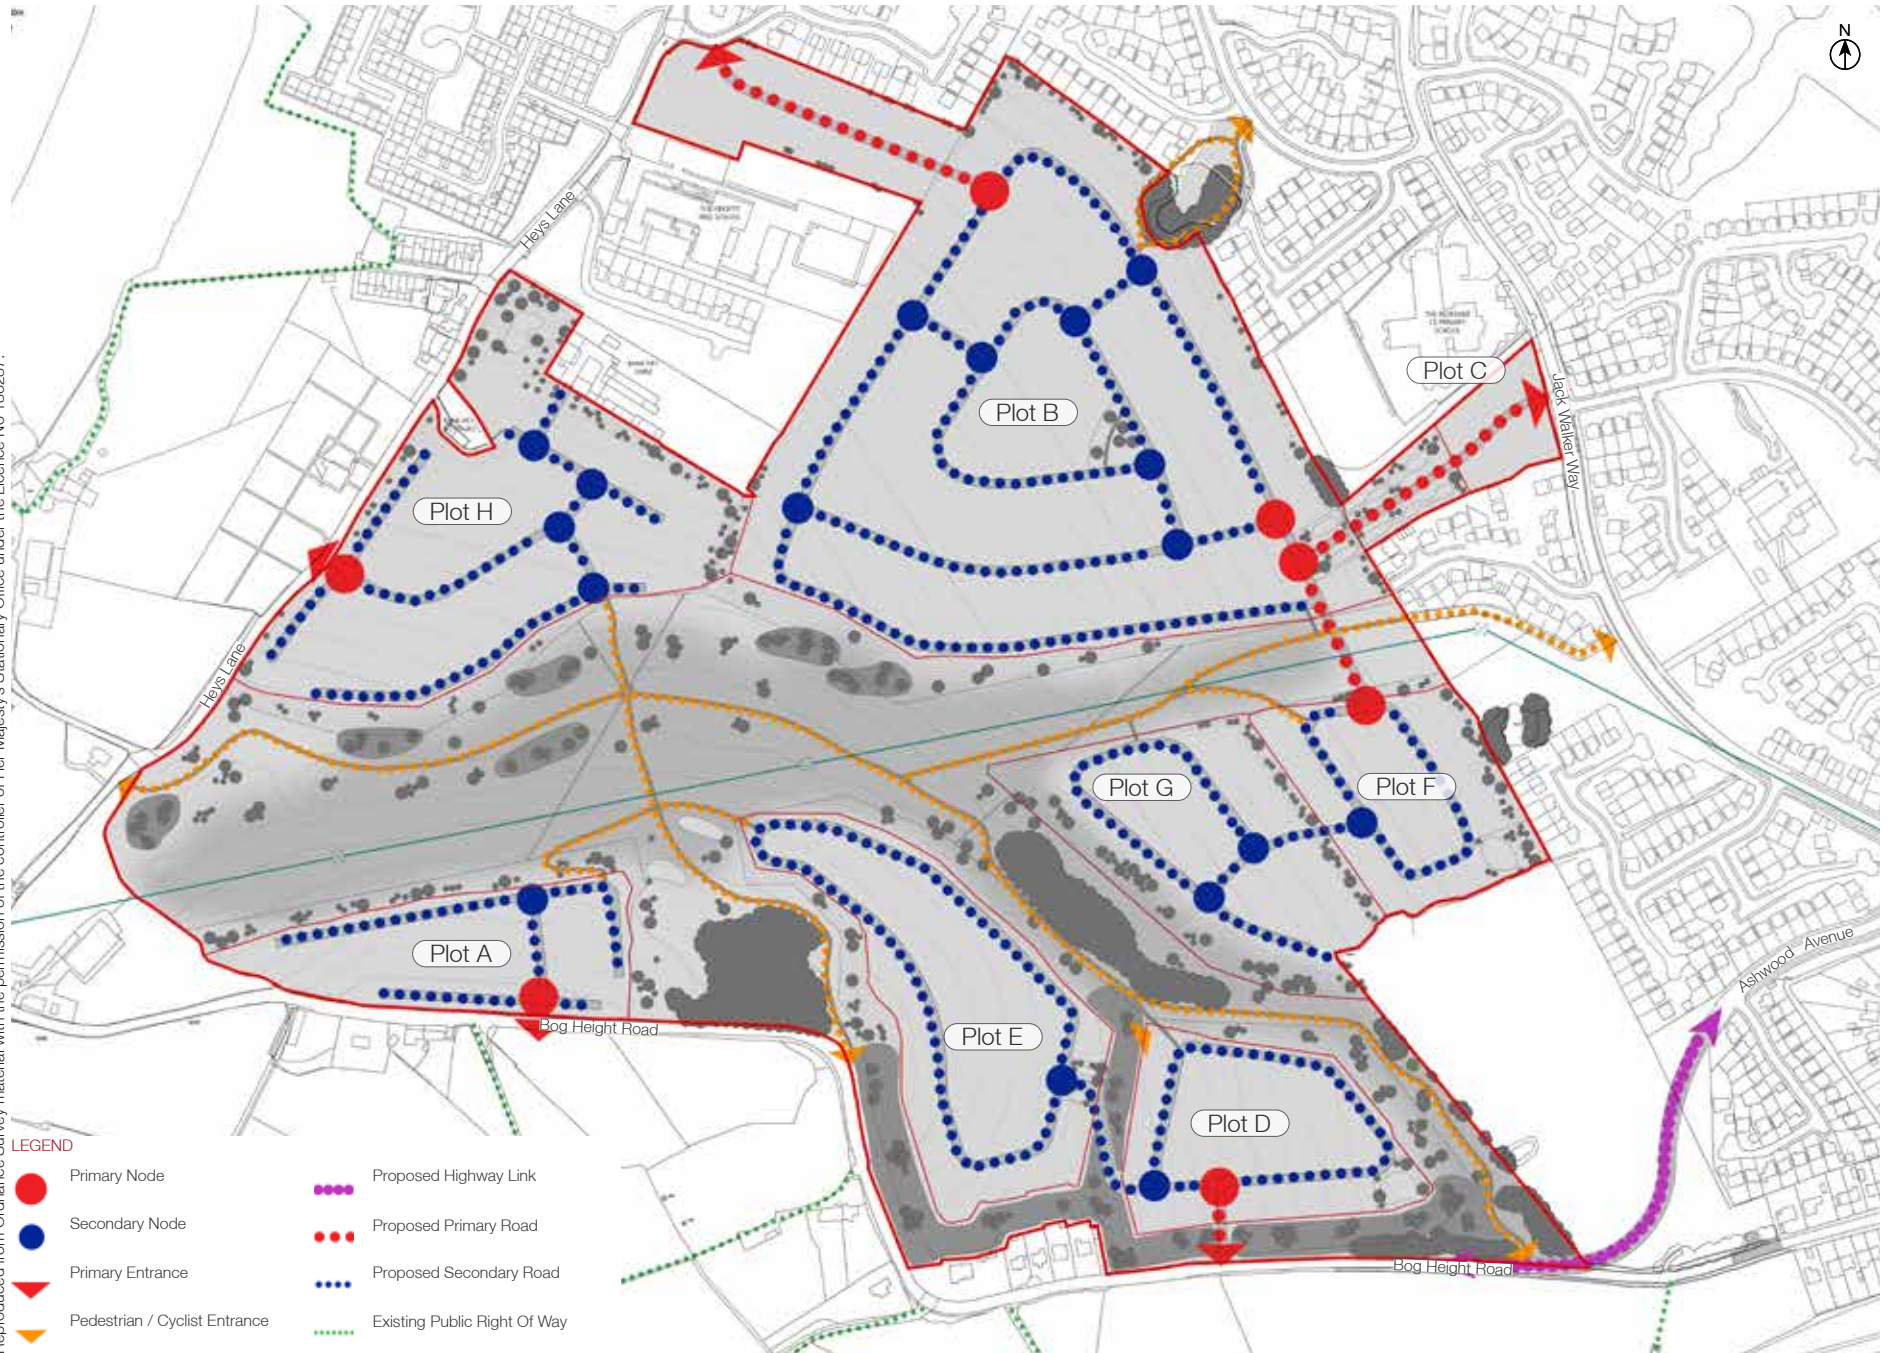 N
Heys Lane
Plot C
Plot B
Jack Walker Way
Plot H
Heys Lane
Plot G
Plot F
Plot A
Ashwood Avenue
Bog Height Road
Plot E
Plot D
Bog Height Road
LEGEND
Primary Node
Secondary Node
Primary Entrance
Pedestrian / Cyclist Entrance
Proposed Highway Link
Proposed Primary Road
Proposed Secondary Road
Existing Public Right Of Way